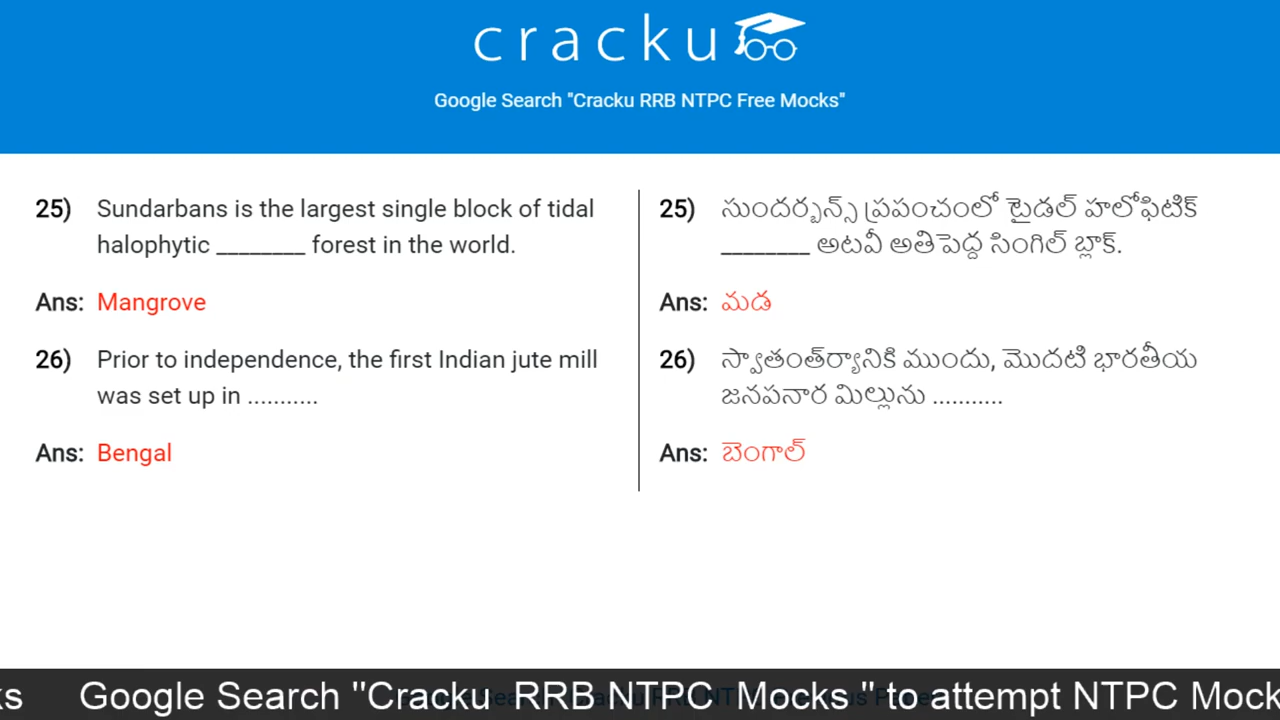 cracku
Google Search "Cracku RRB NTPC Free Mocks"
25) Sundarbans is the largest single block of tidal
halophytic ________ forest in the world.
Ans: Mangrove
26) Prior to independence, the first Indian jute mill
was set up in ...........
Ans: Bengal
25) సుందర్బన్స్ ప్రపంచంలో టైడల్ హలోఫిటిక్
________ అటవీ అతిపెద్ద సింగిల్ బ్లాక్.
Ans: మడ
26) స్వాతంత్ర్యానికి ముందు, మొదటి భారతీయ
జనపనార మిల్లును ...........
Ans: బెంగాల్
ks Google Search "Cracku RRB NTPC Mocks " to attempt NTPC Mock